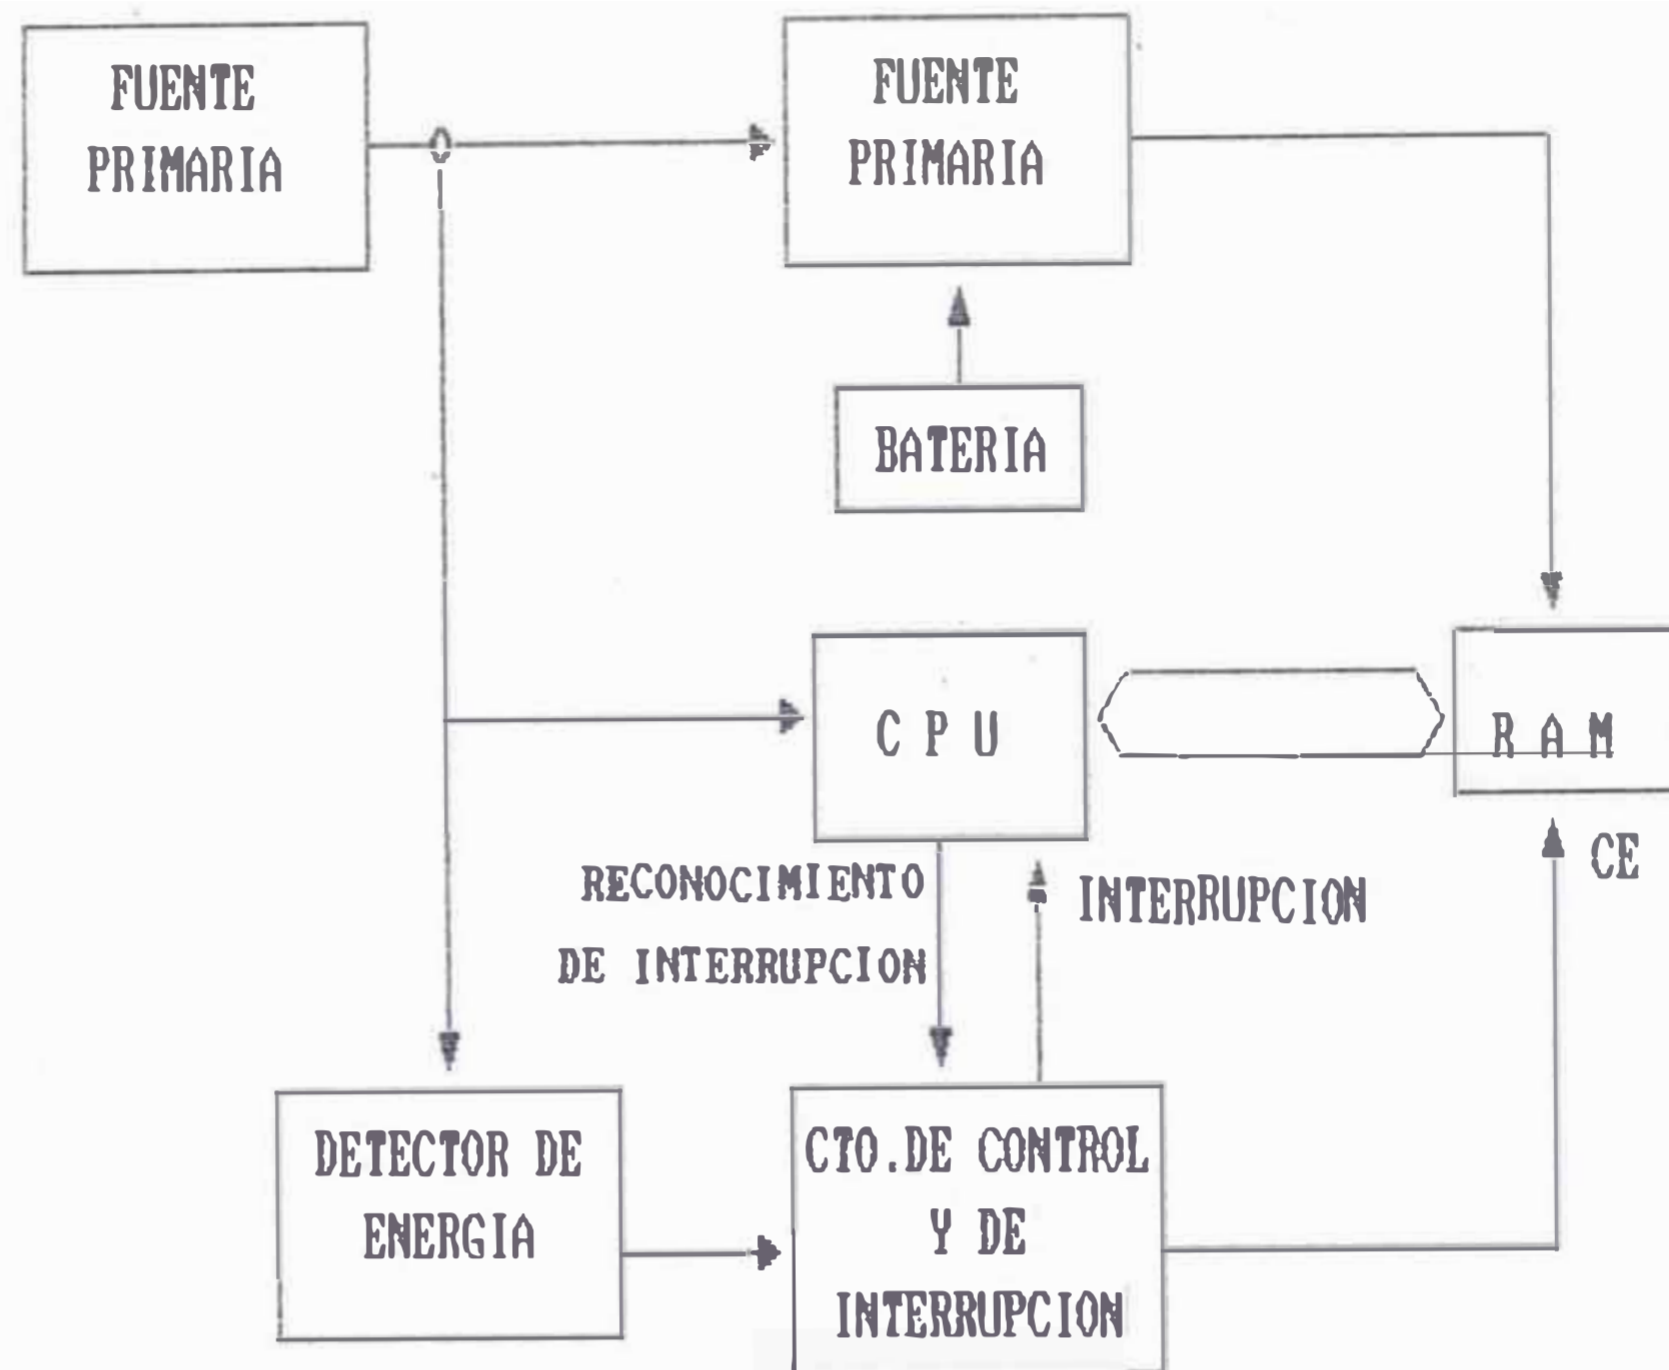 FUENTE
PRIMARIA
FUENTE
PRIMARIA
BATERIA
C P U
R A M
CE
RECONOCIMIENTO
DE INTERRUPCION
INTERRUPCION
DETECTOR DE
ENERGIA
CTO.DE CONTROL
Y DE
INTERRUPCION